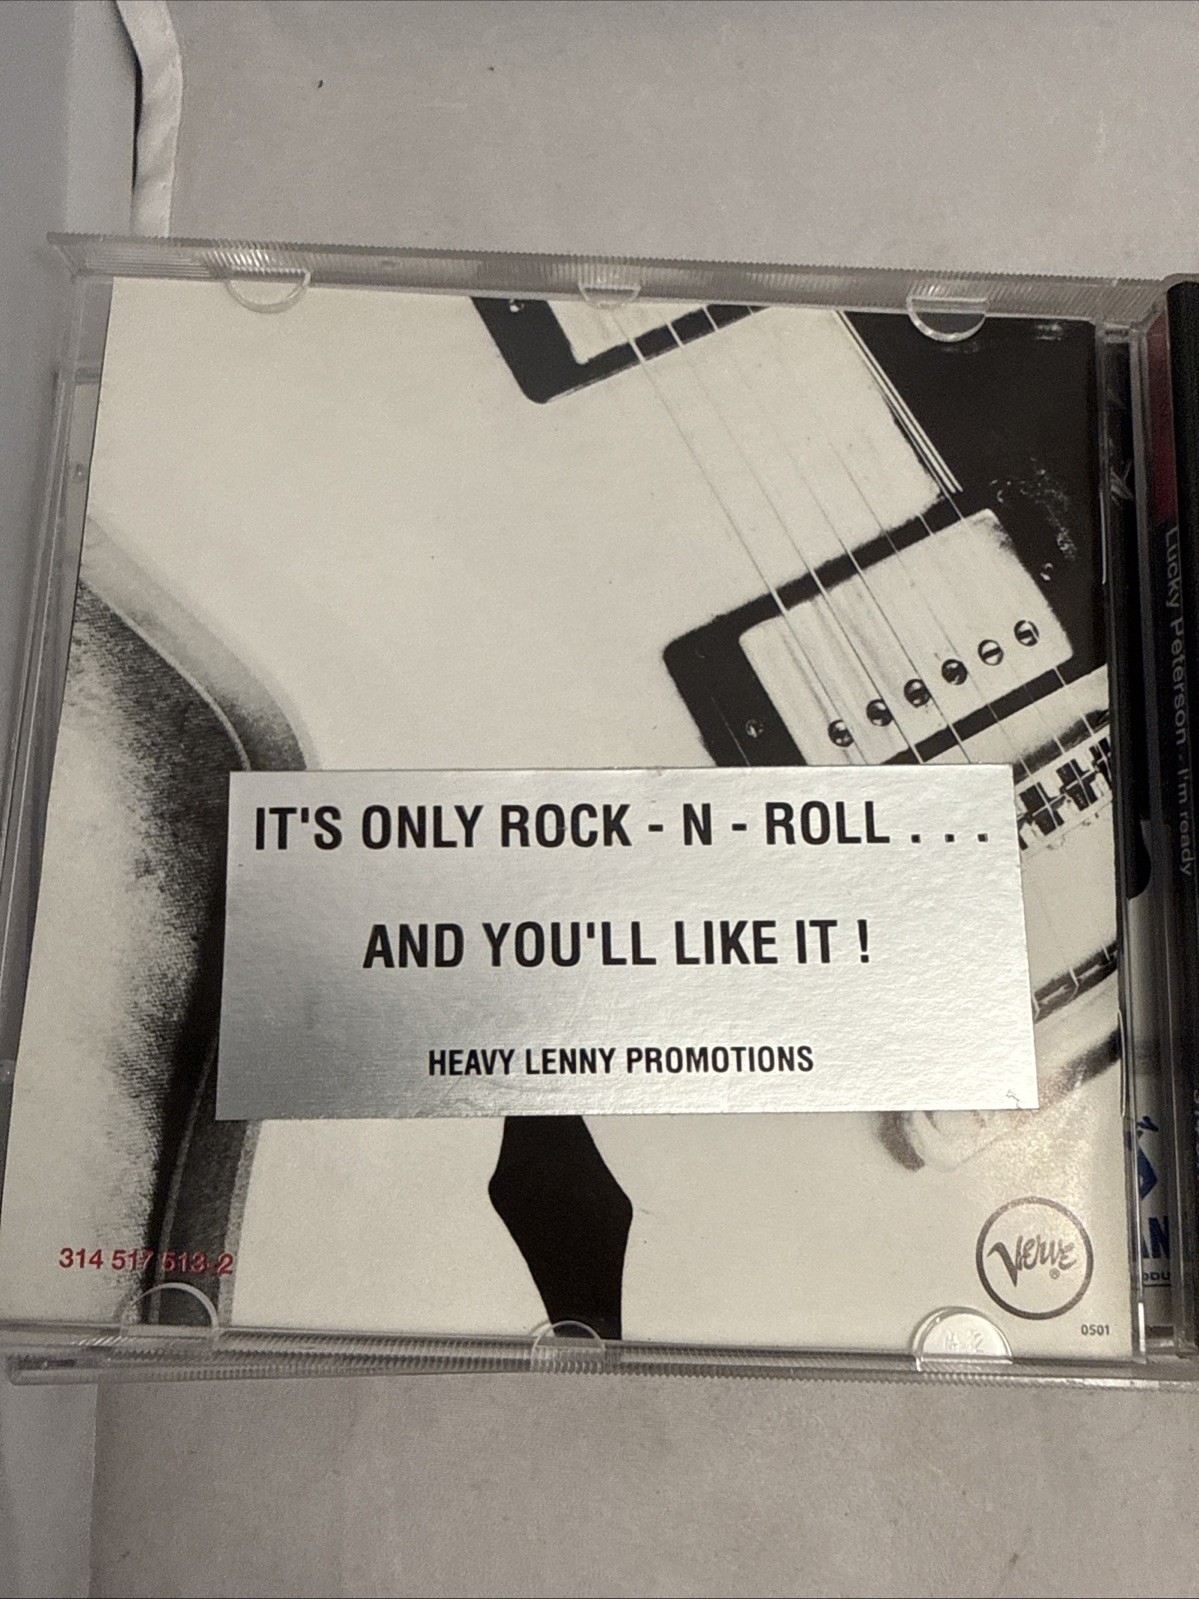 IT'S ONLY ROCK - N - ROLL . . .
AND YOU'LL LIKE IT !
HEAVY LENNY PROMOTIONS
314 517 513-2
Verve
®
0501
Lucky Peterson - I'm ready